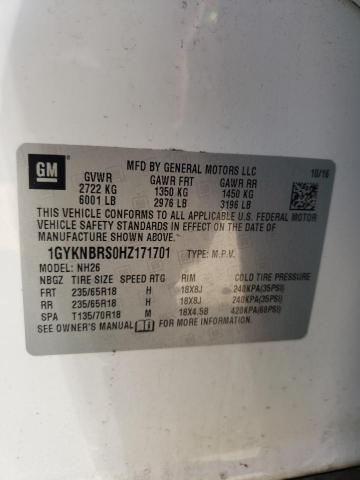 GM
MFD BY GENERAL MOTORS LLC
10/16
GVWR GAWR FRT GAWR RR
2722 KG 1350 KG 1450 KG
6001 LB 2976 LB 3196 LB
THIS VEHICLE CONFORMS TO ALL APPLICABLE U.S. FEDERAL MOTOR
VEHICLE SAFETY STANDARDS IN EFFECT ON THE DATE OF
MANUFACTURE SHOWN ABOVE.
1GYKNBRS0HZ171701 TYPE: M.P.V.
MODEL: NH26
NBGZ TIRE SIZE SPEED RTG RIM COLD TIRE PRESSURE
FRT 235/65R18 H 18X8J 240KPA(35PSI)
RR 235/65R18 H 18X8J 240KPA(35PSI)
SPA T135/70R18 M 18X4.5B 420KPA(60PSI)
SEE OWNER'S MANUAL FOR MORE INFORMATION